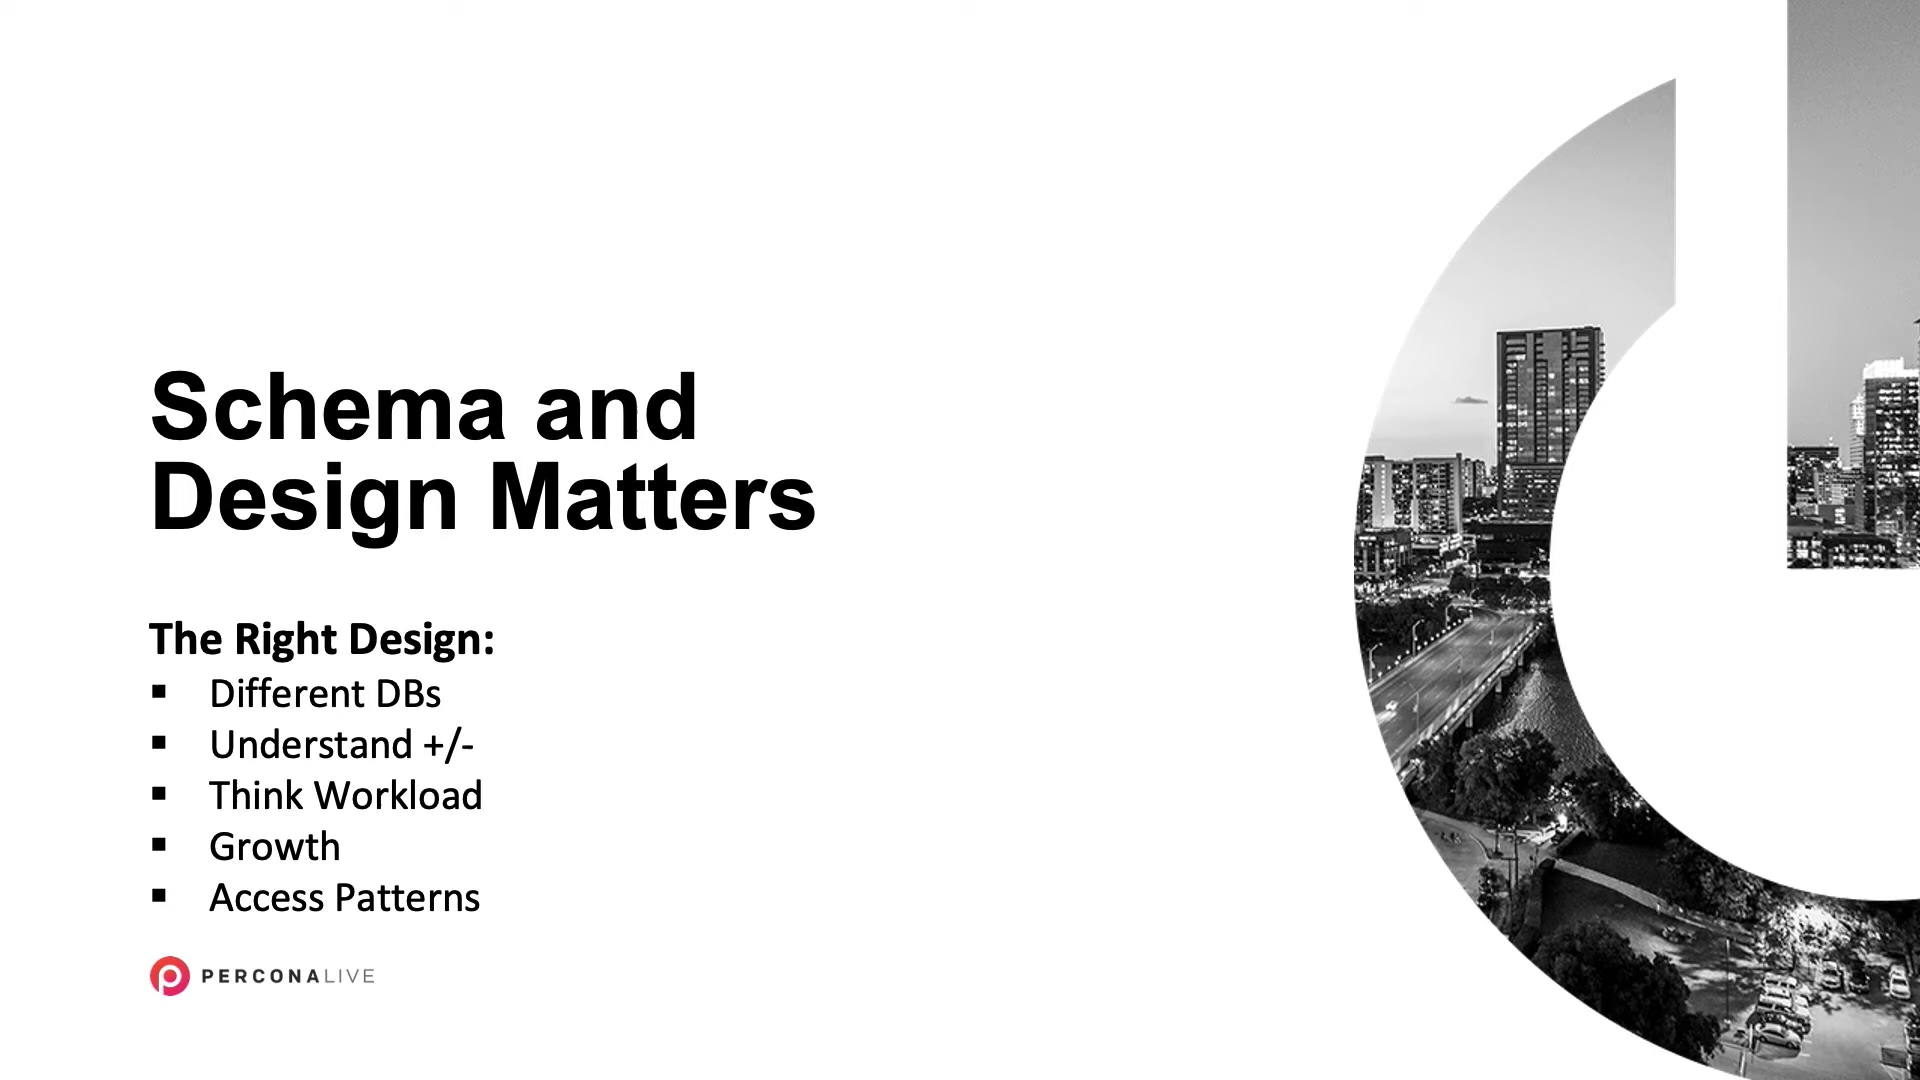 Schema and
Design Matters
The Right Design:
▪ Different DBs
▪ Understand +/-
▪ Think Workload
▪ Growth
▪ Access Patterns
PERCONALIVE